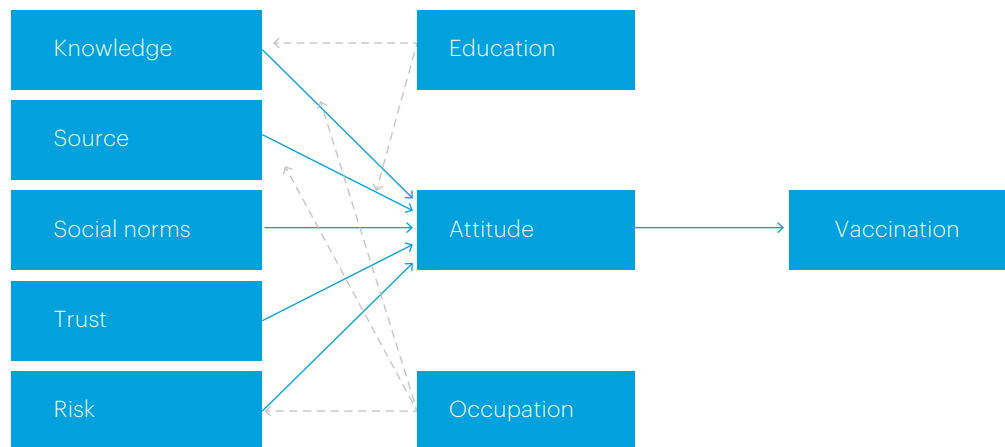 Knowledge
Education
Source
Social norms
Attitude
Vaccination
Trust
Risk
Occupation